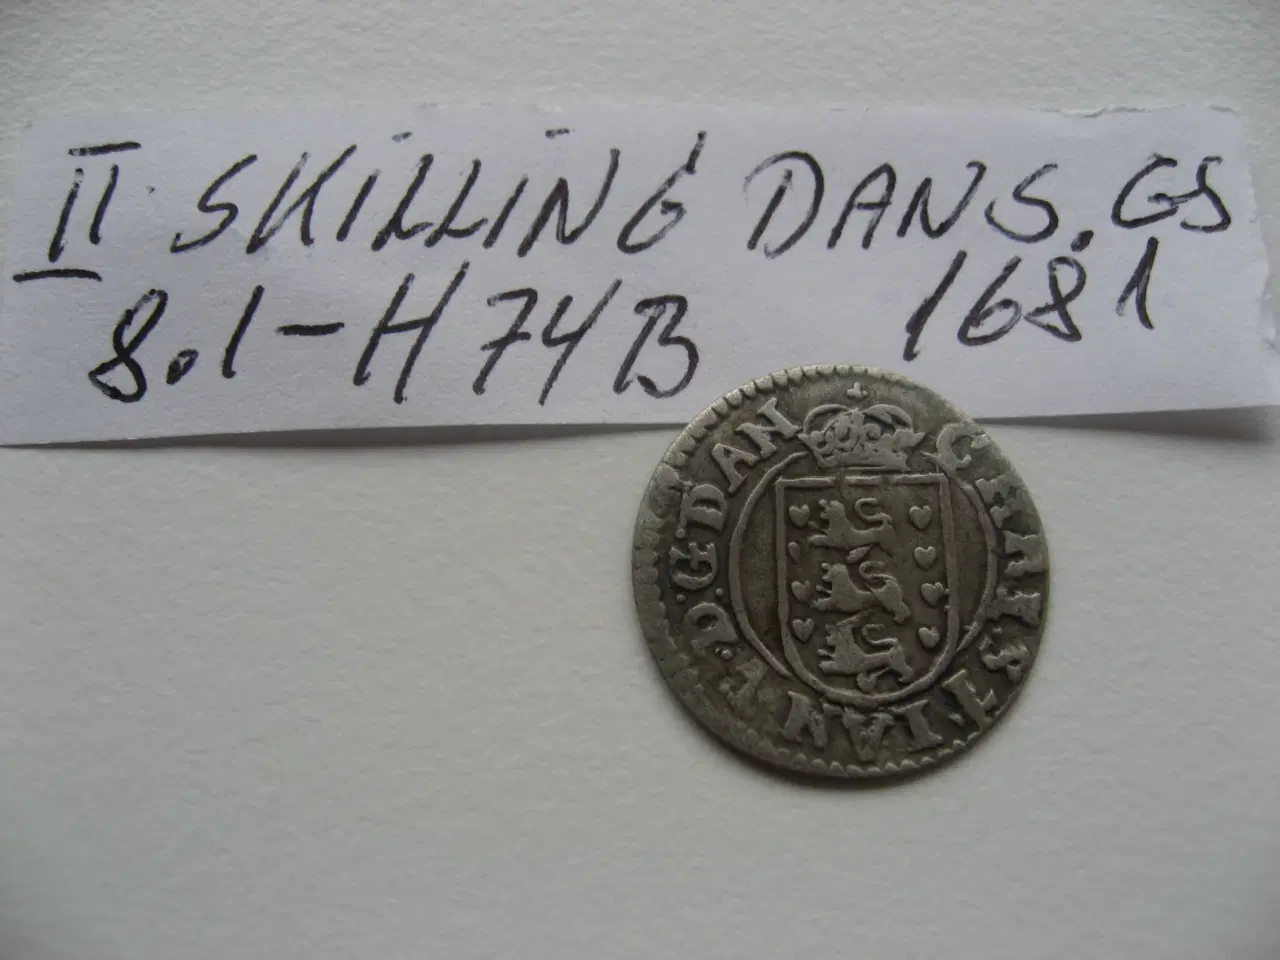 II SKILLING DANS. GS
8.1-H74B 1681
CHRISTIAN.V.D:G:DAN